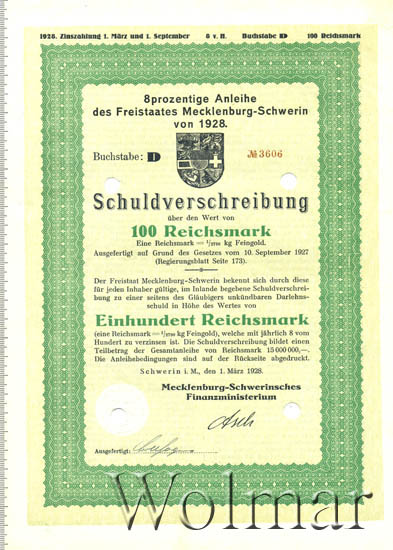 1928. Zinszahlung 1. März und 1. September 6 v. H. Buchstabe D 100 Reichsmark
8prozentige Anleihe
des Freistaates Mecklenburg-Schwerin
von 1928.
Buchstabe: D
№3606
Schuldverschreibung
über den Wert von
100 Reichsmark
Eine Reichsmark = 1/2790 kg Feingold.
Ausgefertigt auf Grund des Gesetzes vom 10. September 1927
(Regierungsblatt Seite 173).
Der Freistaat Mecklenburg-Schwerin bekennt sich durch diese
für jeden Inhaber gültige, im Inlande begebene Schuldverschrei-
bung zu einer seitens des Gläubigers unkündbaren Darlehns-
schuld in Höhe des Wertes von
Einhundert Reichsmark
(eine Reichsmark = 1/2790 kg Feingold), welche mit jährlich 8 vom
Hundert zu verzinsen ist. Die Schuldverschreibung bildet einen
Teilbetrag der Gesamtanleihe von Reichsmark 15 000 000,—.
Die Anleihebedingungen sind auf der Rückseite abgedruckt.
Schwerin i. M., den 1. März 1928.
Mecklenburg-Schwerinsches
Finanzministerium
Asch
Ausgefertigt:
Wolmar